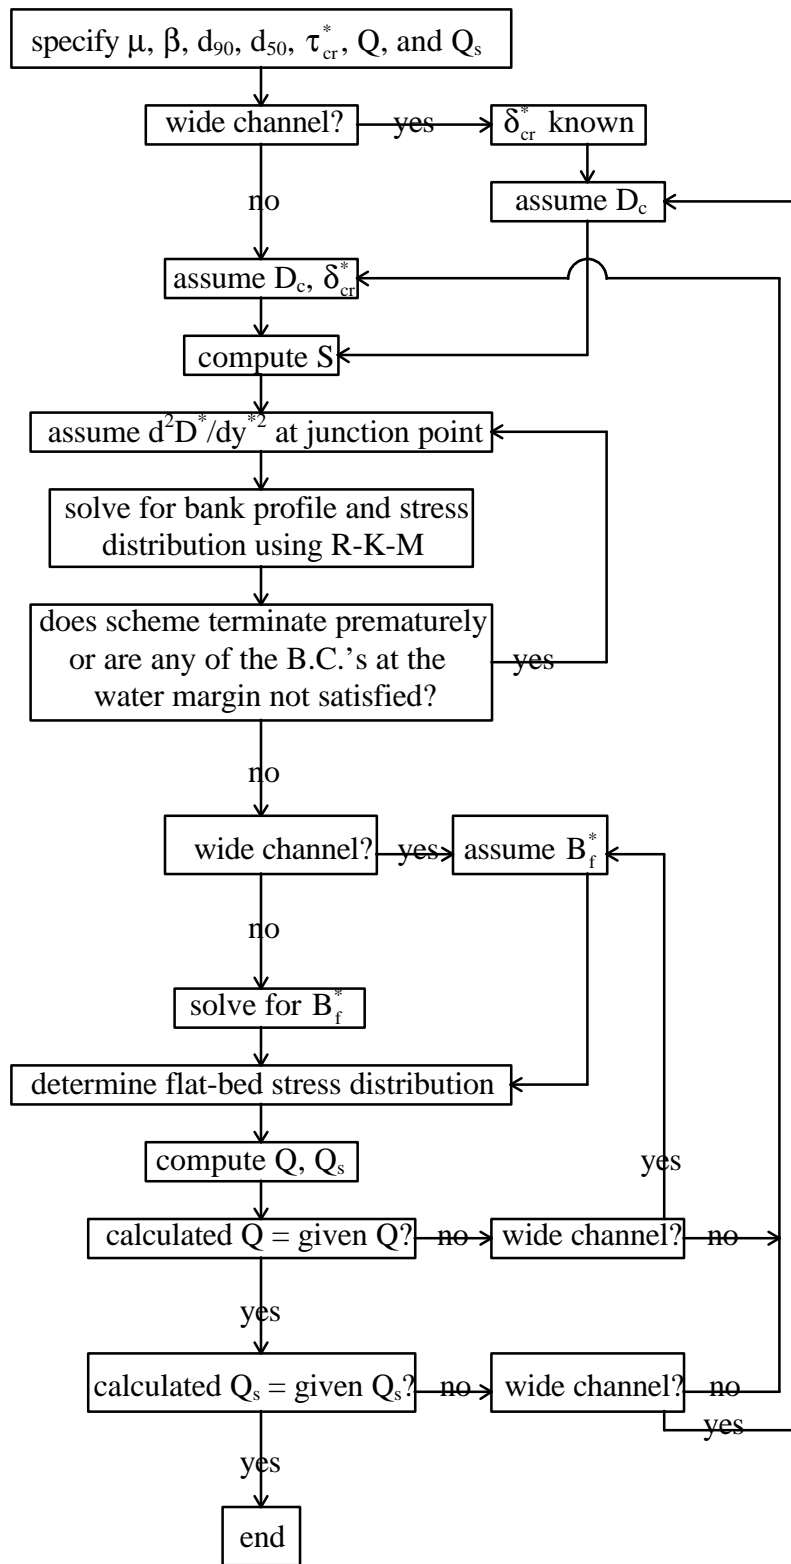 specify μ, β, d₉₀, d₅₀, τ*cr, Q, and Qₛ
wide channel?
yes
δ*cr known
no
assume D_c
assume D_c, δ*cr
compute S
assume d²D*/dy*² at junction point
solve for bank profile and stress
distribution using R-K-M
does scheme terminate prematurely
or are any of the B.C.'s at the
water margin not satisfied?
yes
no
wide channel?
yes
assume B*f
no
solve for B*f
determine flat-bed stress distribution
compute Q, Qₛ
yes
calculated Q = given Q?
no
wide channel?
no
yes
calculated Qₛ = given Qₛ?
no
wide channel?
no
yes
yes
end